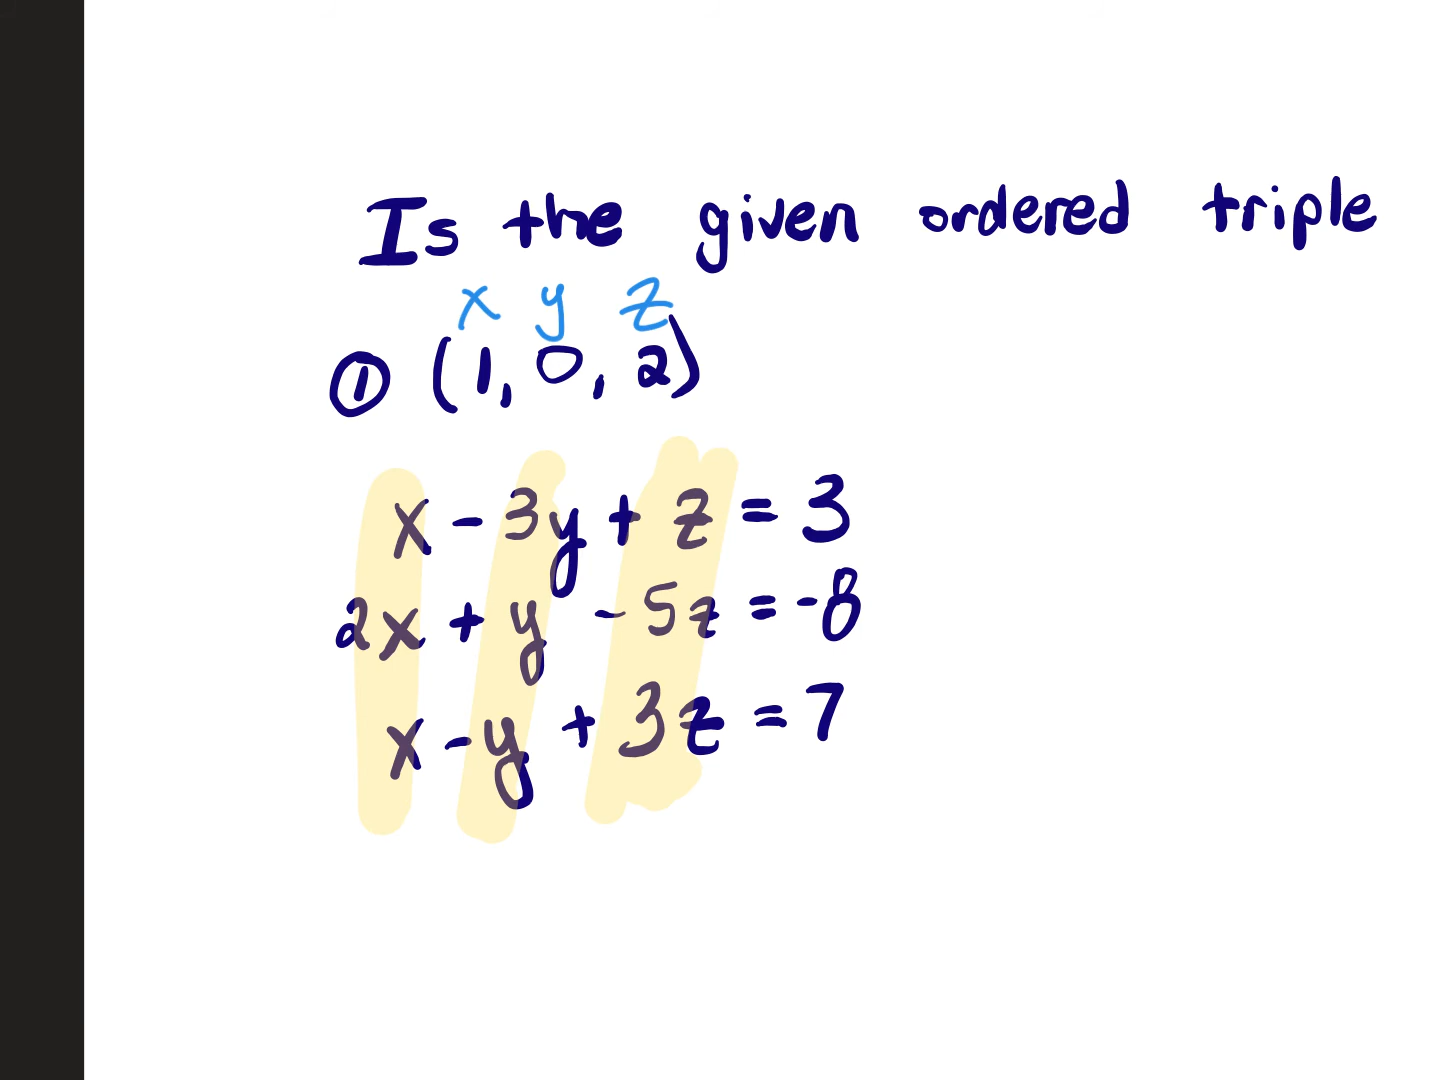 Is the given ordered triple
x y z
① (1, 0, 2)
x - 3y + z = 3
2x + y - 5z = -8
x - y + 3z = 7